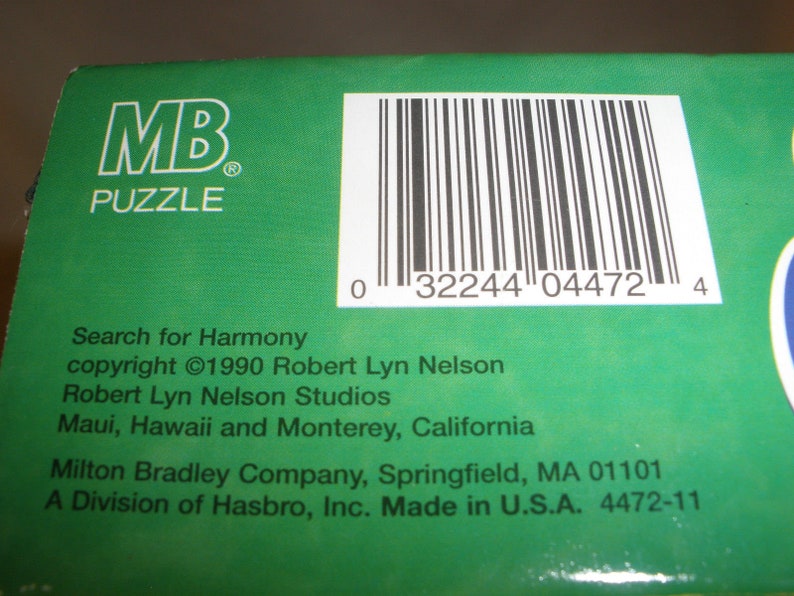 MB®
PUZZLE
0 32244 04472 4
Search for Harmony
copyright ©1990 Robert Lyn Nelson
Robert Lyn Nelson Studios
Maui, Hawaii and Monterey, California
Milton Bradley Company, Springfield, MA 01101
A Division of Hasbro, Inc. Made in U.S.A. 4472-11